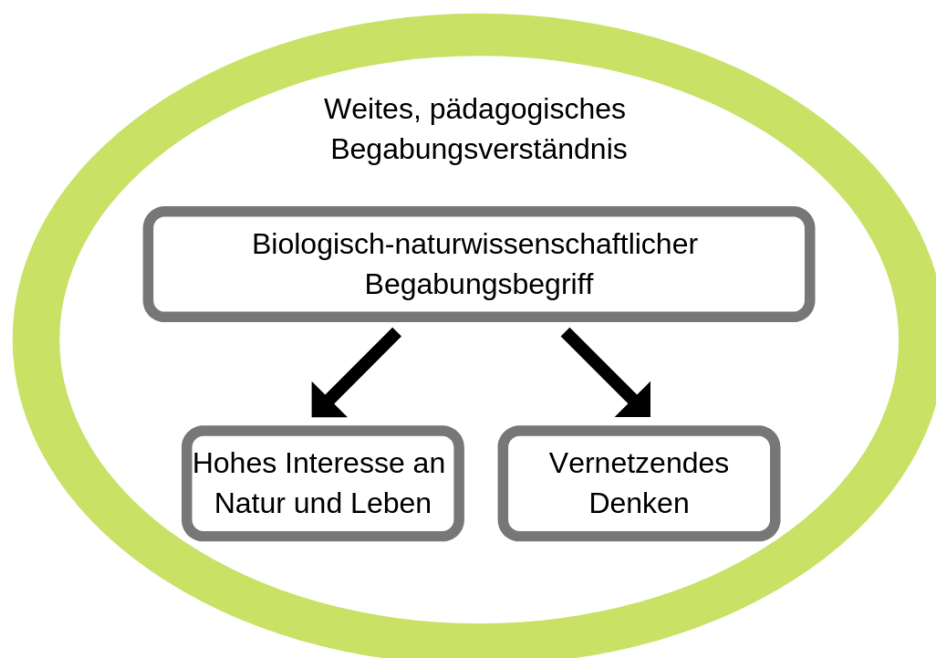 Weites, pädagogisches
Begabungsverständnis
Biologisch-naturwissenschaftlicher
Begabungsbegriff
Hohes Interesse an
Natur und Leben
Vernetzendes
Denken